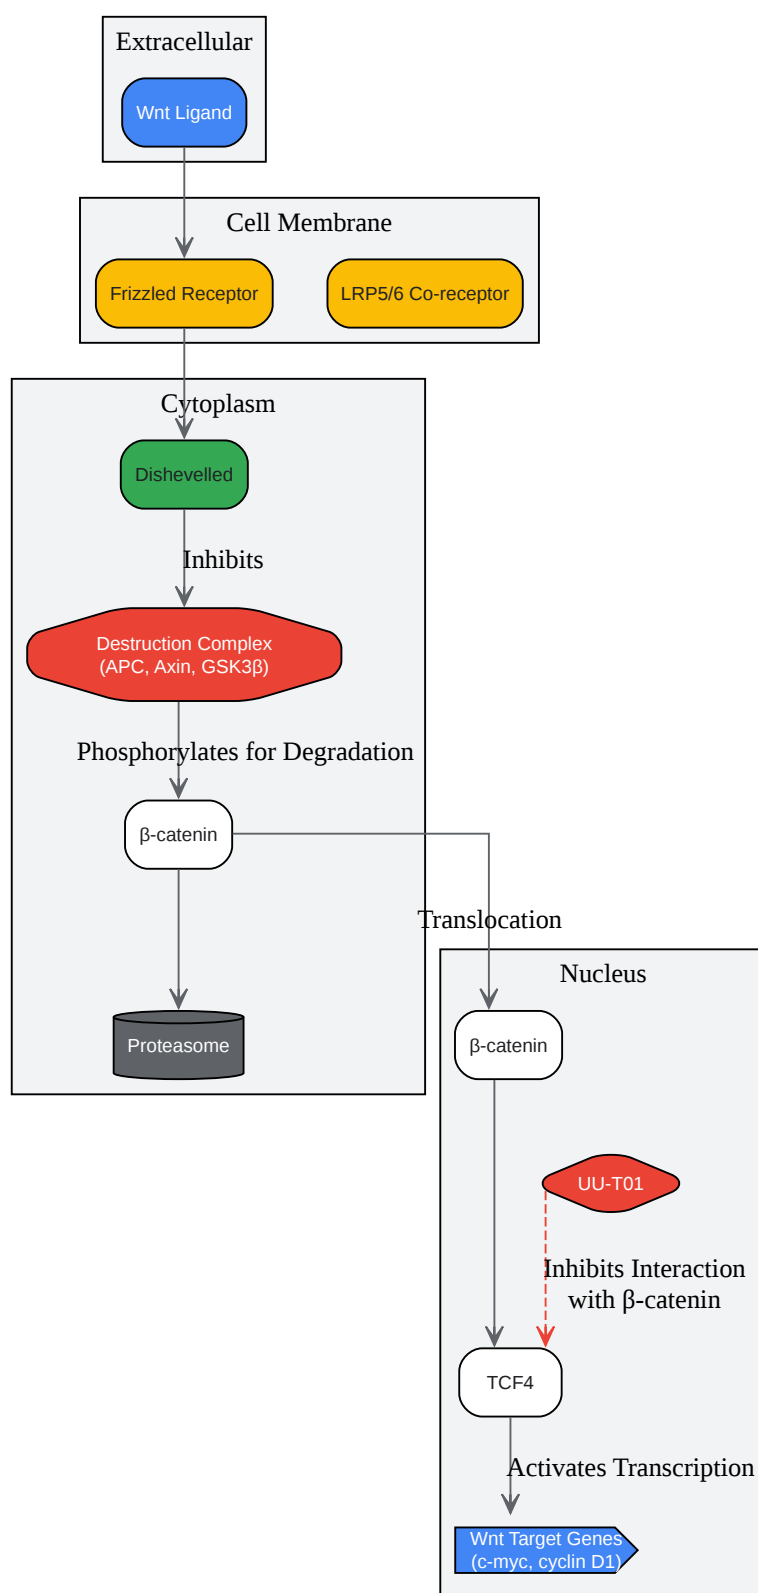 Extracellular
Wnt Ligand
Cell Membrane
Frizzled Receptor
LRP5/6 Co-receptor
Cytoplasm
Dishevelled
Inhibits
Destruction Complex
(APC, Axin, GSK3β)
Phosphorylates for Degradation
β-catenin
Translocation
Nucleus
Proteasome
β-catenin
UU-T01
Inhibits Interaction
with β-catenin
TCF4
Activates Transcription
Wnt Target Genes
(c-myc, cyclin D1)